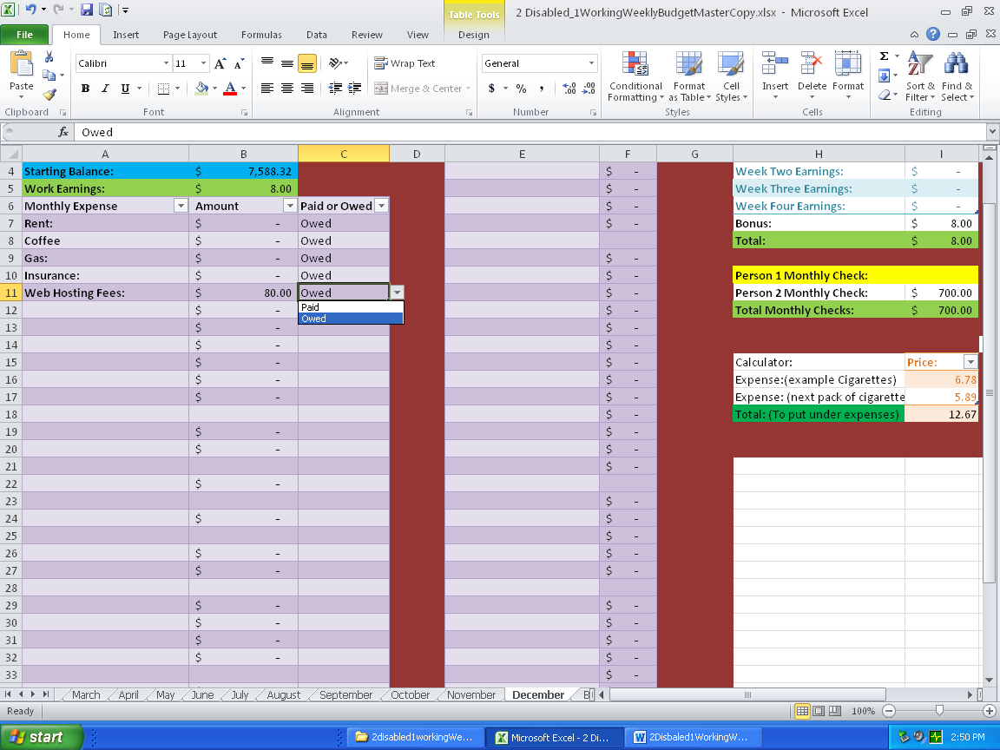 Table Tools
2 Disabled_1WorkingWeeklyBudgetMasterCopy.xlsx - Microsoft Excel
File Home Insert Page Layout Formulas Data Review View Design
Paste Calibri 11 Wrap Text General Conditional Formatting Format as Table Cell Styles Insert Delete Format Sort & Filter Find & Select
B I U Merge & Center $ % ,
Clipboard Font Alignment Number Styles Cells Editing
fx Owed
A B C D E F G H I
4 Starting Balance: $ 7,588.32 $ - Week Two Earnings: $ -
5 Work Earnings: $ 8.00 $ - Week Three Earnings: $ -
6 Monthly Expense Amount Paid or Owed $ - Week Four Earnings: $ -
7 Rent: $ - Owed $ - Bonus: $ 8.00
8 Coffee $ - Owed Total: $ 8.00
9 Gas: $ - Owed $ -
10 Insurance: $ - Owed $ - Person 1 Monthly Check:
11 Web Hosting Fees: $ 80.00 Owed $ - Person 2 Monthly Check: $ 700.00
12 $ - Paid $ - Total Monthly Checks: $ 700.00
Owed
13 $ - $ -
14 $ - $ -
15 $ - $ - Calculator: Price:
16 $ - $ - Expense:(example Cigarettes) 6.78
17 $ - $ - Expense: (next pack of cigarette 5.89
18 $ - Total: (To put under expenses) 12.67
19 $ - $ -
20 $ - $ -
21 $ -
22 $ -
23 $ -
24 $ - $ -
25 $ -
26 $ - $ -
27 $ - $ -
28
29 $ - $ -
30 $ - $ -
31 $ - $ -
32 $ - $ -
33 $ -
March April May June July August September October November December B
Ready 100%
start 2disabled1workingWe... Microsoft Excel - 2 Di... 2Disbaled1WorkingW... 2:50 PM